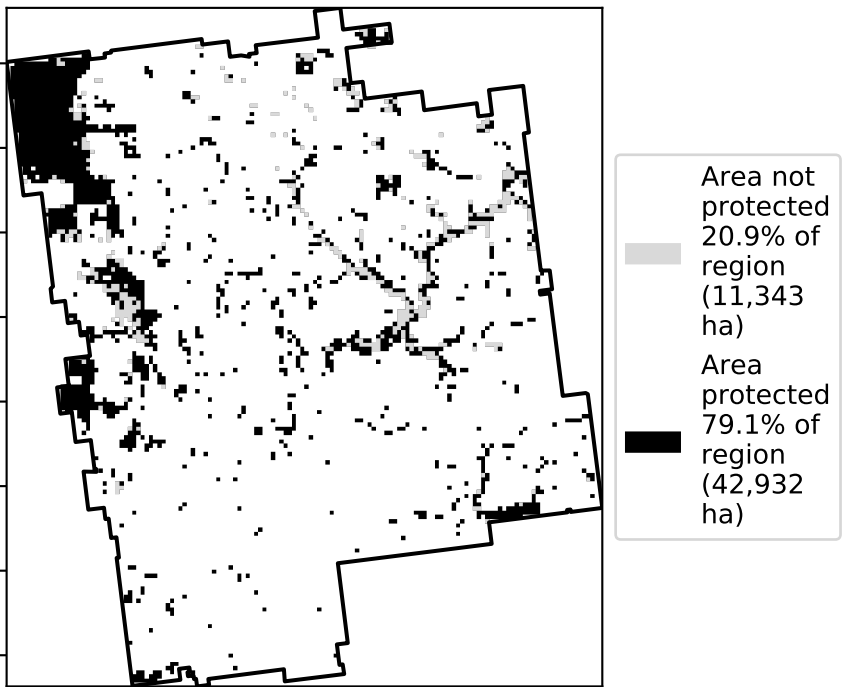 Area not
protected
20.9% of
region
(11,343
ha)
Area
protected
79.1% of
region
(42,932
ha)